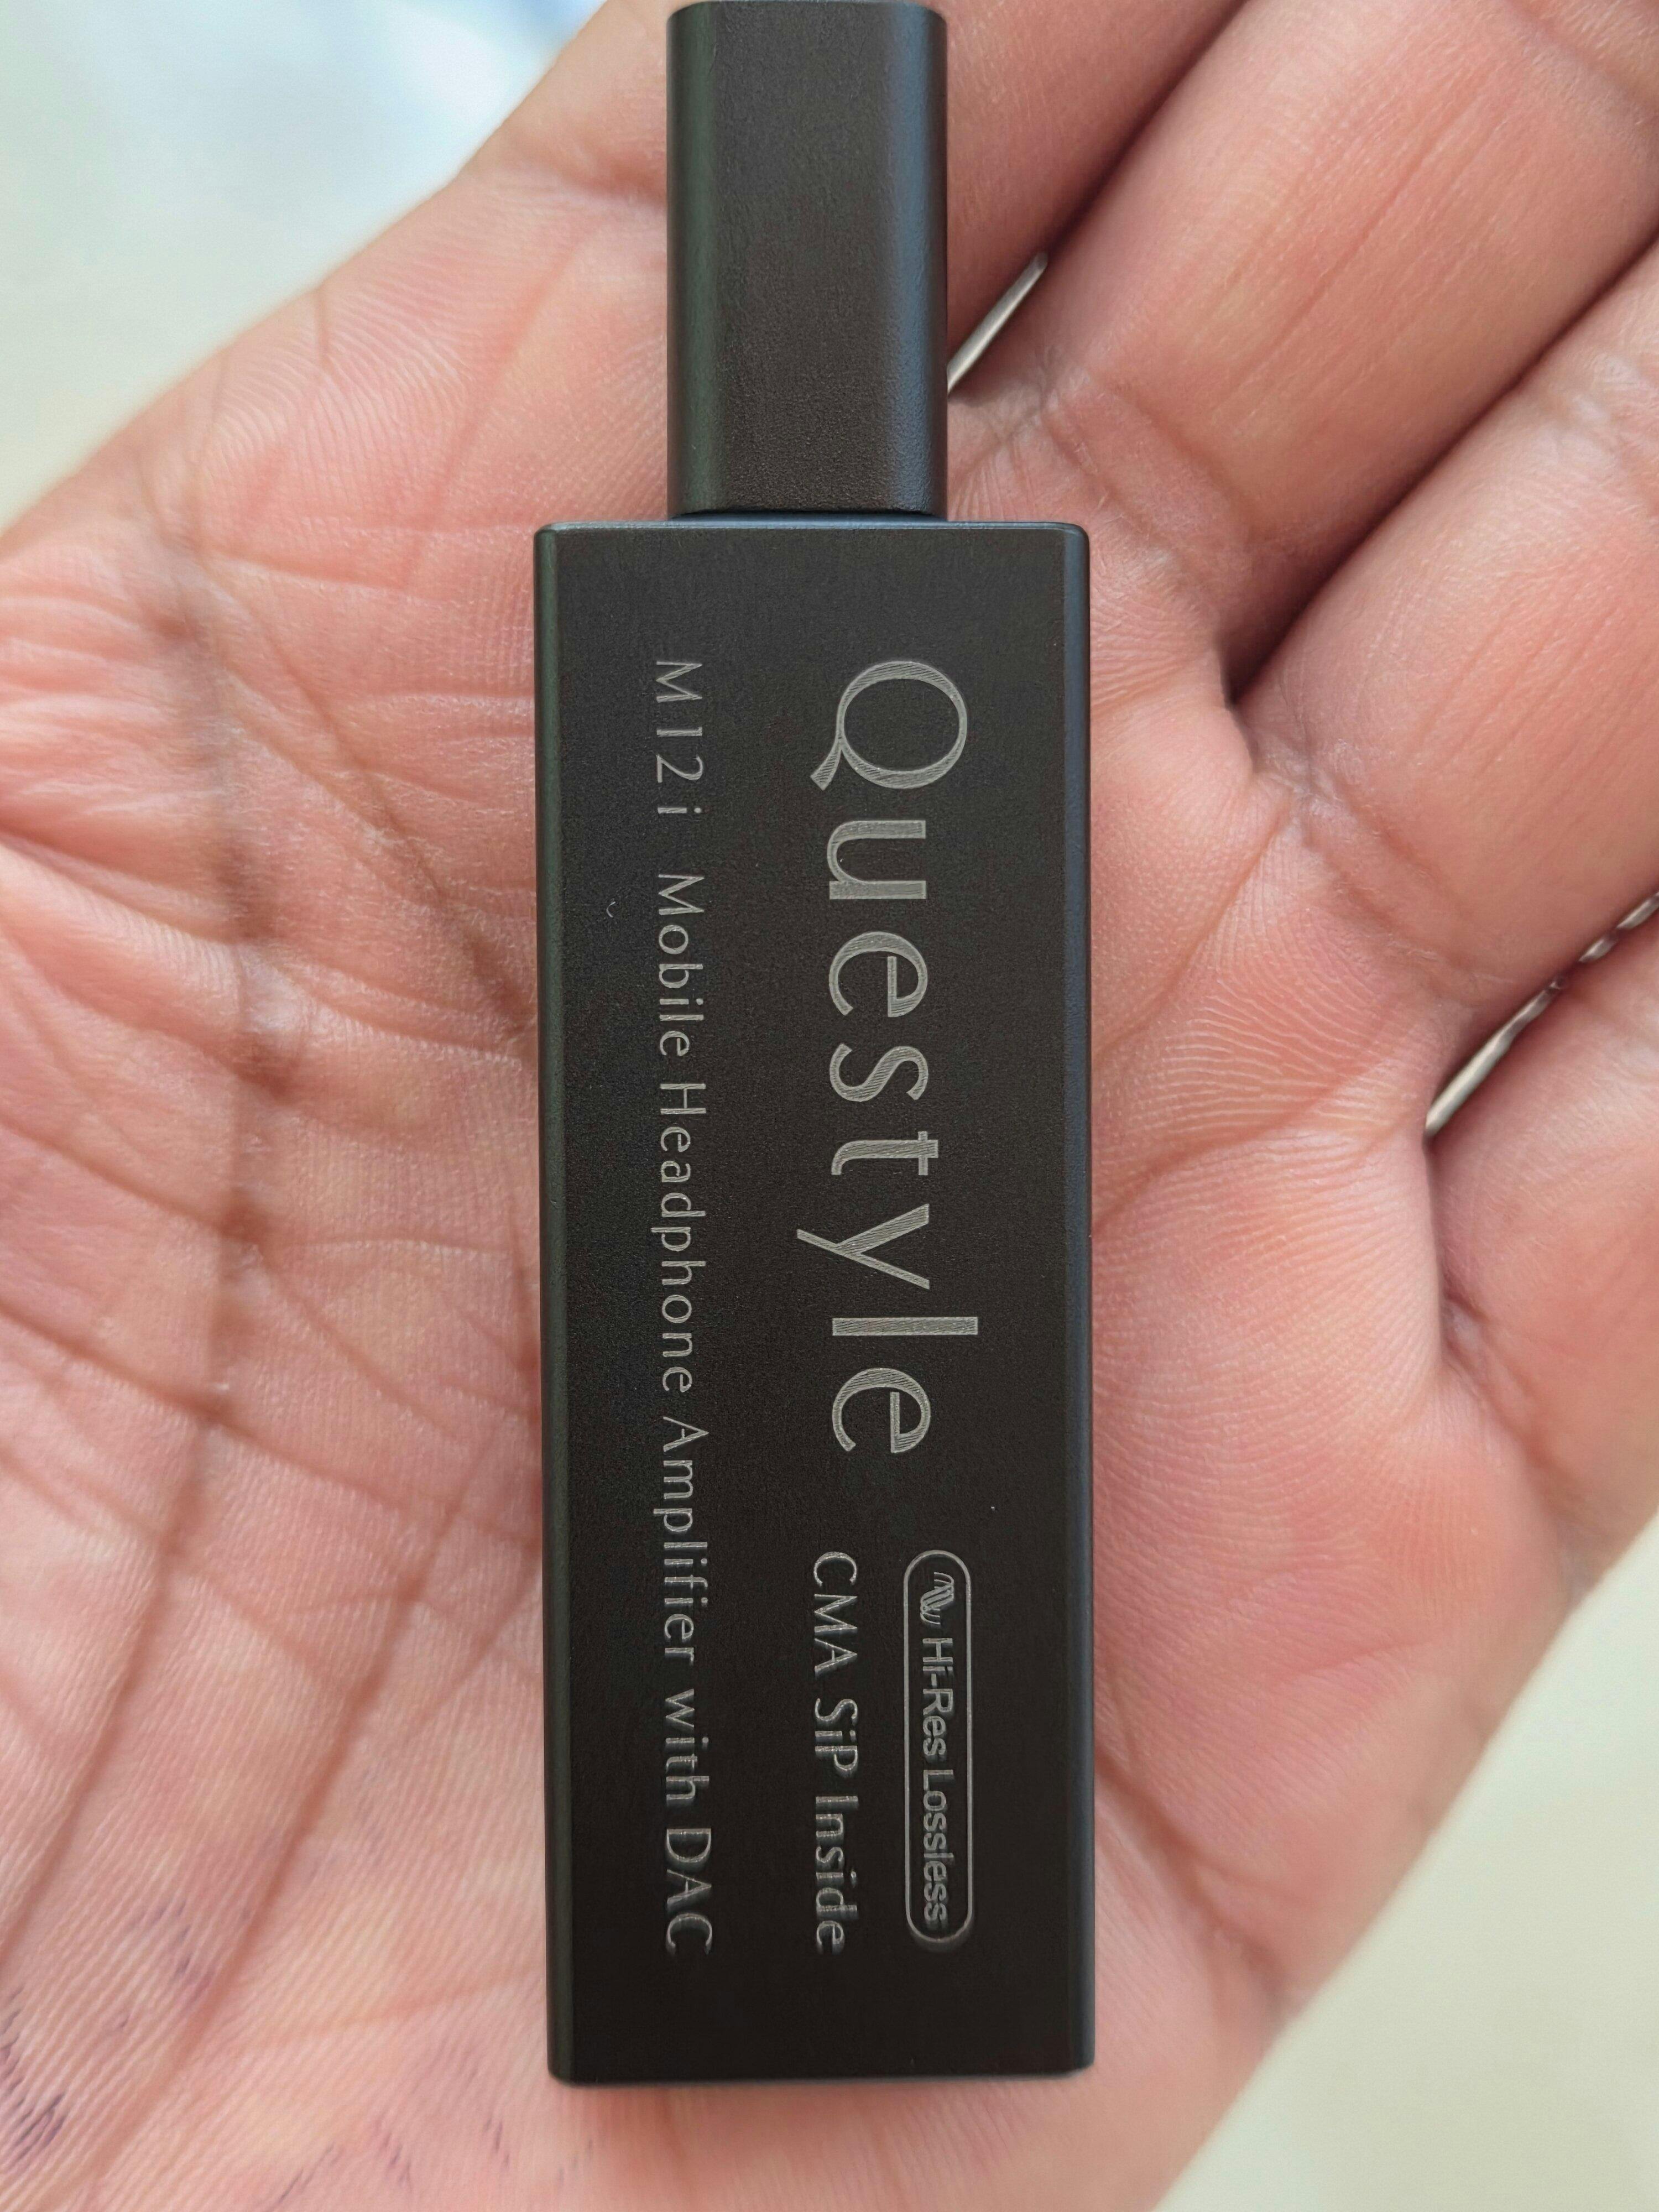 Questyle
Hi-Res Lossless
CMA SiP Inside
M12i Mobile Headphone Amplifier with DAC